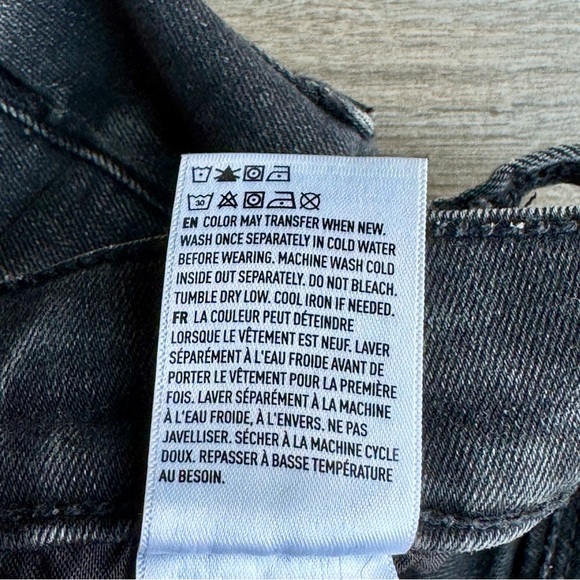 30
EN COLOR MAY TRANSFER WHEN NEW.
WASH ONCE SEPARATELY IN COLD WATER
BEFORE WEARING. MACHINE WASH COLD
INSIDE OUT SEPARATELY. DO NOT BLEACH.
TUMBLE DRY LOW. COOL IRON IF NEEDED.
FR LA COULEUR PEUT DÉTEINDRE
LORSQUE LE VÊTEMENT EST NEUF. LAVER
SÉPARÉMENT À L'EAU FROIDE AVANT DE
PORTER LE VÊTEMENT POUR LA PREMIÈRE
FOIS. LAVER SÉPARÉMENT À LA MACHINE
À L'EAU FROIDE, À L'ENVERS. NE PAS
JAVELLISER. SÉCHER À LA MACHINE CYCLE
DOUX. REPASSER À BASSE TEMPÉRATURE
AU BESOIN.